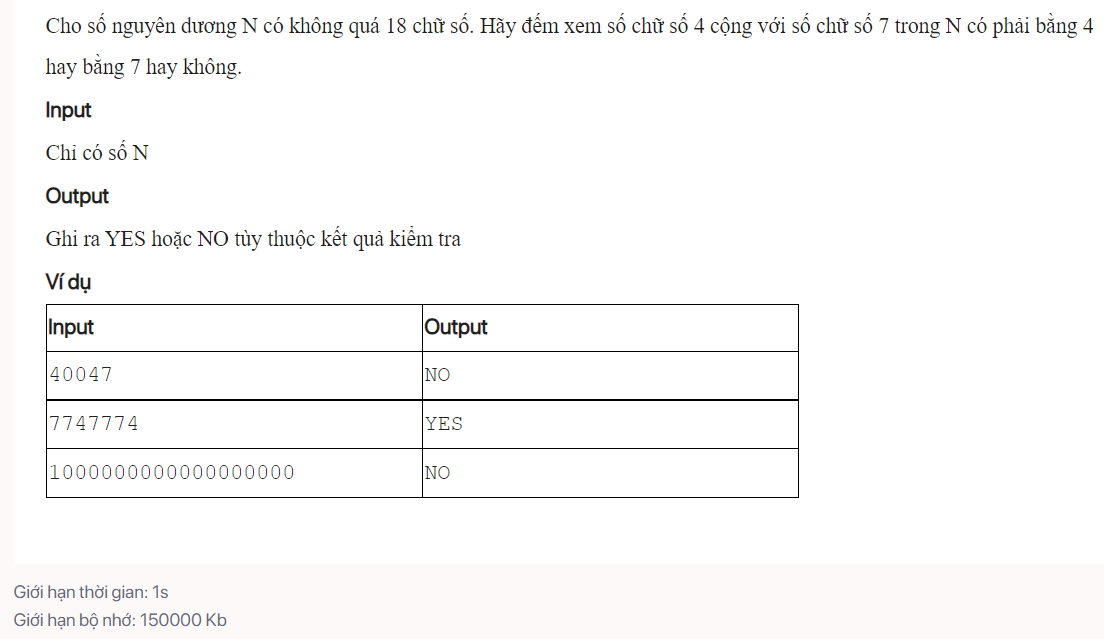 Cho số nguyên dương N có không quá 18 chữ số. Hãy đếm xem số chữ số 4 cộng với số chữ số 7 trong N có phải bằng 4
hay bằng 7 hay không.
Input
Chỉ có số N
Output
Ghi ra YES hoặc NO tùy thuộc kết quả kiểm tra
Ví dụ
Input Output
40047 NO
7747774 YES
1000000000000000000 NO
Giới hạn thời gian: 1s
Giới hạn bộ nhớ: 150000 Kb